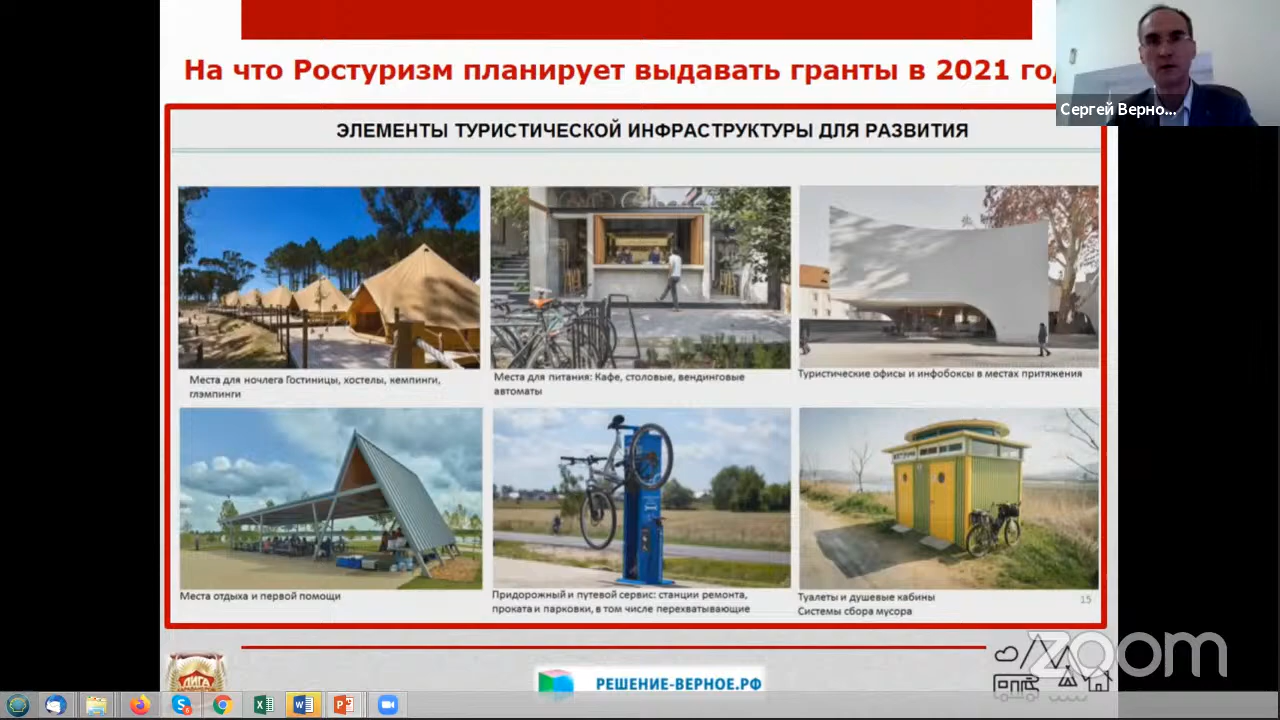 На что Ростуризм планирует выдавать гранты в 2021 год
Сергей Верно...
ЭЛЕМЕНТЫ ТУРИСТИЧЕСКОЙ ИНФРАСТРУКТУРЫ ДЛЯ РАЗВИТИЯ
Места для ночлега Гостиницы, хостелы, кемпинги,
глэмпинги
Места для питания: Кафе, столовые, вендинговые
автоматы
Туристические офисы и инфобоксы в местах притяжения
Места отдыха и первой помощи
Придорожный и путевой сервис: станции ремонта,
проката и парковки, в том числе перехватывающие
Туалеты и душевые кабины
Системы сбора мусора
15
ЛИГА
РЕШЕНИЕ-ВЕРНОЕ.РФ
zoom